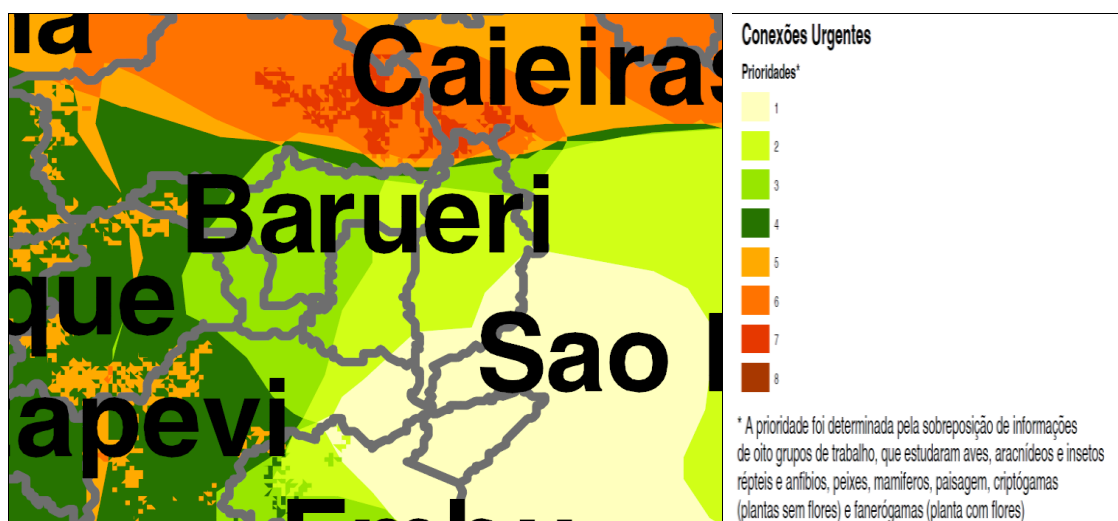 Caieiras
Barueri
que
Sao
apevi
Conexões Urgentes
Prioridades*
1
2
3
4
5
6
7
8
* A prioridade foi determinada pela sobreposição de informações
de oito grupos de trabalho, que estudaram aves, aracnídeos e insetos
répteis e anfíbios, peixes, mamíferos, paisagem, criptógamas
(plantas sem flores) e fanerógamas (planta com flores)